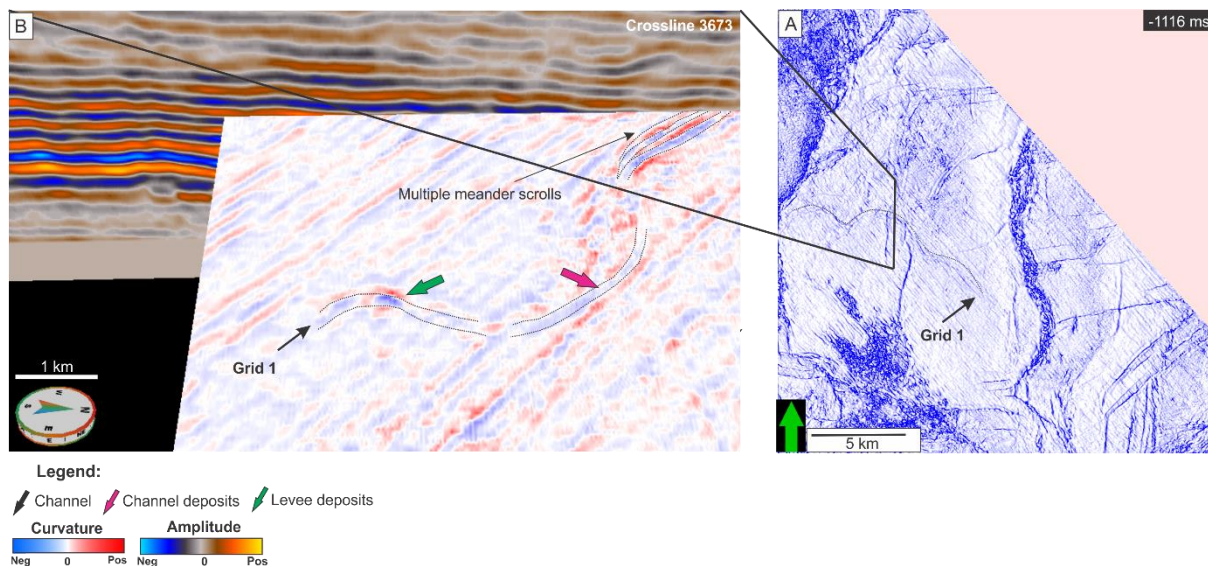 B
Crossline 3673
A
-1116 ms
Multiple meander scrolls
Grid 1
1 km
W
S
N
E
Grid 1
5 km
Legend:
Channel
Channel deposits
Levee deposits
Curvature
Amplitude
Neg 0 Pos
Neg 0 Pos